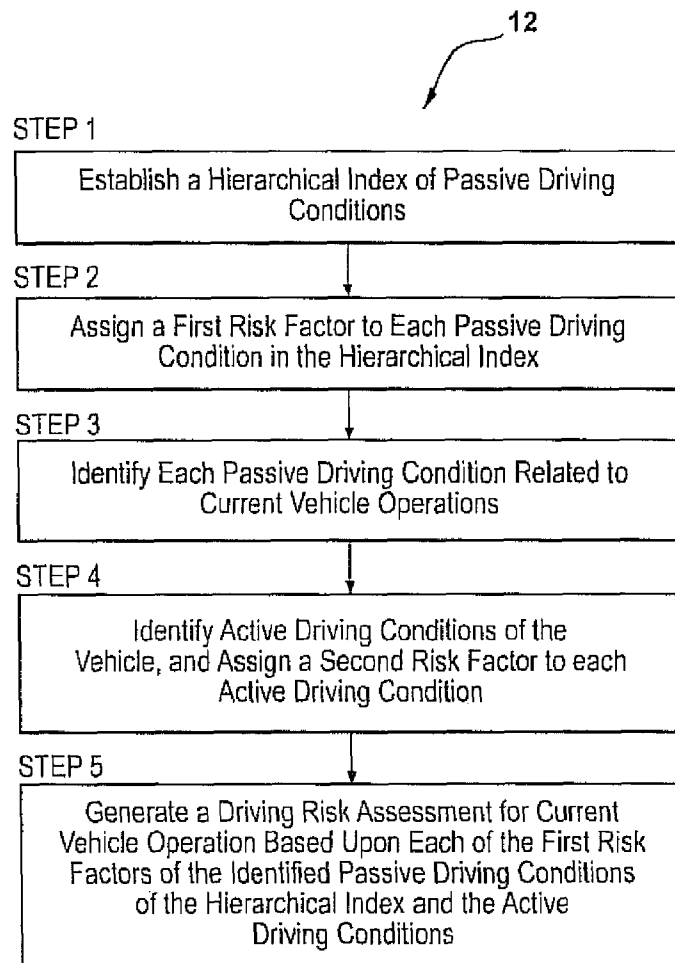 12
STEP 1
Establish a Hierarchical Index of Passive Driving
Conditions
STEP 2
Assign a First Risk Factor to Each Passive Driving
Condition in the Hierarchical Index
STEP 3
Identify Each Passive Driving Condition Related to
Current Vehicle Operations
STEP 4
Identify Active Driving Conditions of the
Vehicle, and Assign a Second Risk Factor to each
Active Driving Condition
STEP 5
Generate a Driving Risk Assessment for Current
Vehicle Operation Based Upon Each of the First Risk
Factors of the Identified Passive Driving Conditions
of the Hierarchical Index and the Active
Driving Conditions